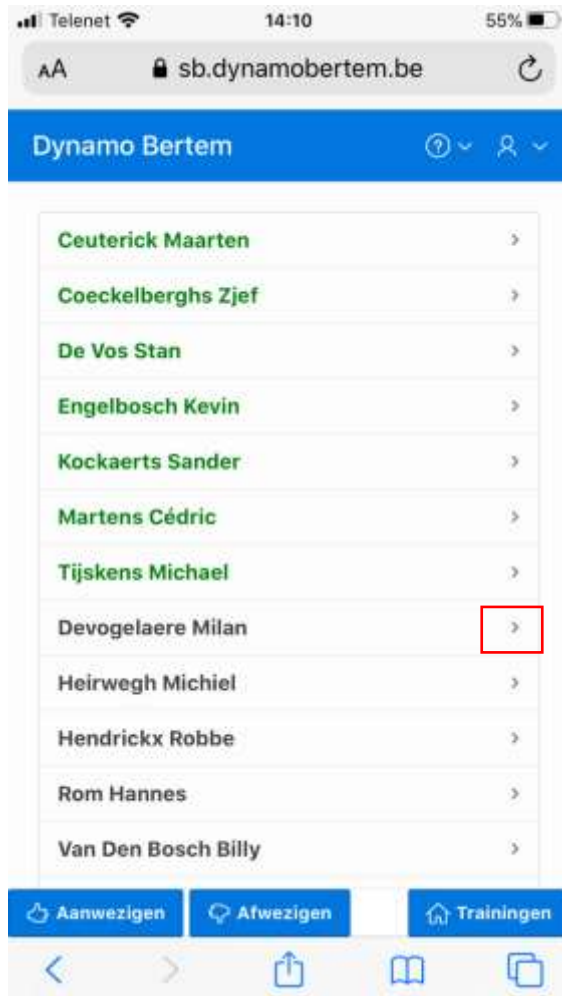 Telenet 14:10 55%
AA sb.dynamobertem.be
Dynamo Bertem
Ceuterick Maarten
Coeckelberghs Zjef
De Vos Stan
Engelbosch Kevin
Kockaerts Sander
Martens Cédric
Tijskens Michael
Devogelaere Milan
Heirwegh Michiel
Hendrickx Robbe
Rom Hannes
Van Den Bosch Billy
Aanwezigen Afwezigen Trainingen